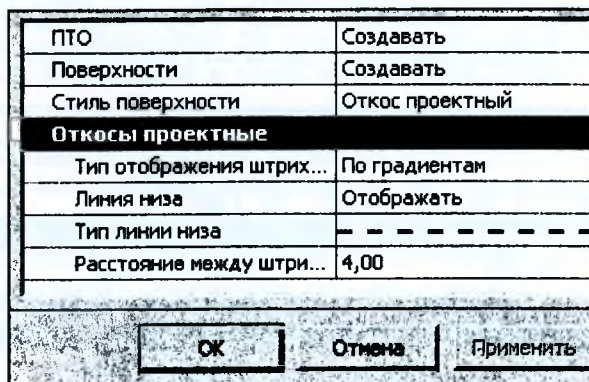 ПТО Создавать
Поверхности Создавать
Стиль поверхности Откос проектный
Откосы проектные
Тип отображения штрих... По градиентам
Линия низа Отображать
Тип линии низа
Расстояние между штри... 4,00
ОК Отмена Применить